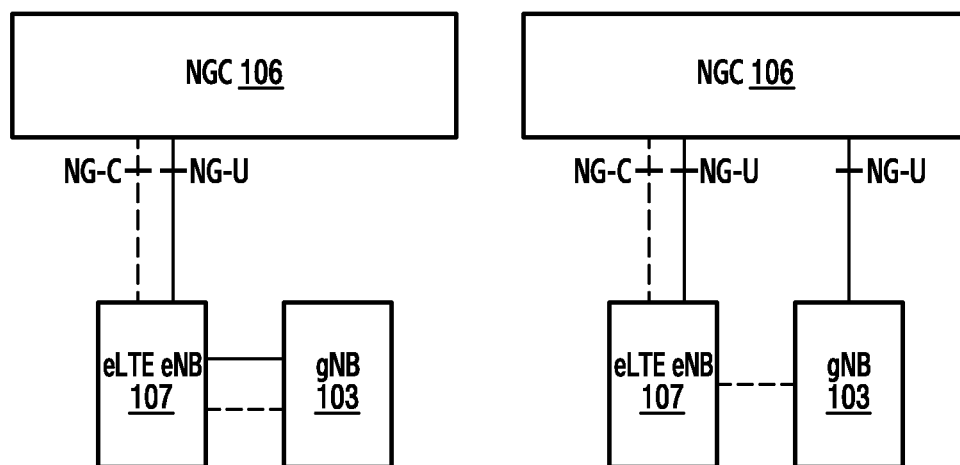 NGC 106
NGC 106
NG-C
NG-U
NG-C
NG-U
NG-U
eLTE eNB
107
gNB
103
eLTE eNB
107
gNB
103